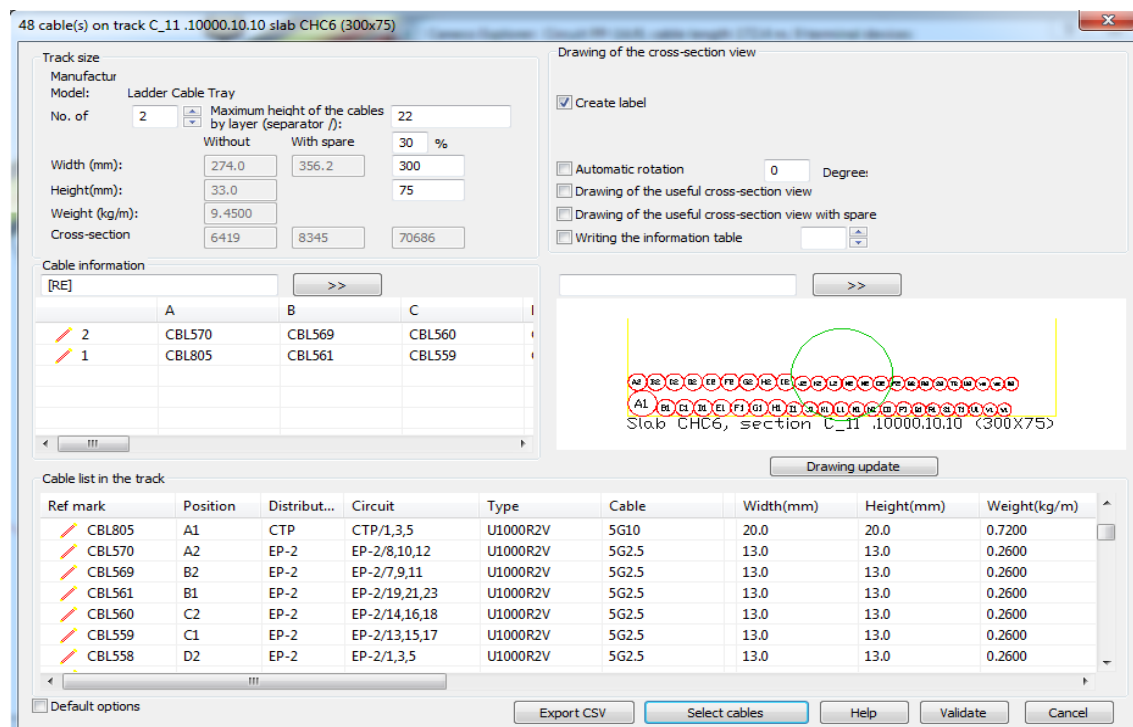 48 cable(s) on track C_11 .10000.10.10 slab CHC6 (300x75)
Track size
Manufactur
Model: Ladder Cable Tray
No. of 2 Maximum height of the cables by layer (separator /): 22
Without With spare 30 %
Width (mm): 274.0 356.2 300
Height(mm): 33.0 75
Weight (kg/m): 9.4500
Cross-section 6419 8345 70686
Drawing of the cross-section view
Create label
Automatic rotation 0 Degree:
Drawing of the useful cross-section view
Drawing of the useful cross-section view with spare
Writing the information table
Cable information
[RE] >>
A B C
2 CBL570 CBL569 CBL560
1 CBL805 CBL561 CBL559
>>
A1 B1 C1 D1 E1 F1 G1 H1 I1
Slab CHC6, section C_11 .10000.10.10 (300X75)
Drawing update
Cable list in the track
Ref mark Position Distribut... Circuit Type Cable Width(mm) Height(mm) Weight(kg/m)
CBL805 A1 CTP CTP/1,3,5 U1000R2V 5G10 20.0 20.0 0.7200
CBL570 A2 EP-2 EP-2/8,10,12 U1000R2V 5G2.5 13.0 13.0 0.2600
CBL569 B2 EP-2 EP-2/7,9,11 U1000R2V 5G2.5 13.0 13.0 0.2600
CBL561 B1 EP-2 EP-2/19,21,23 U1000R2V 5G2.5 13.0 13.0 0.2600
CBL560 C2 EP-2 EP-2/14,16,18 U1000R2V 5G2.5 13.0 13.0 0.2600
CBL559 C1 EP-2 EP-2/13,15,17 U1000R2V 5G2.5 13.0 13.0 0.2600
CBL558 D2 EP-2 EP-2/1,3,5 U1000R2V 5G2.5 13.0 13.0 0.2600
Default options
Export CSV Select cables Help Validate Cancel